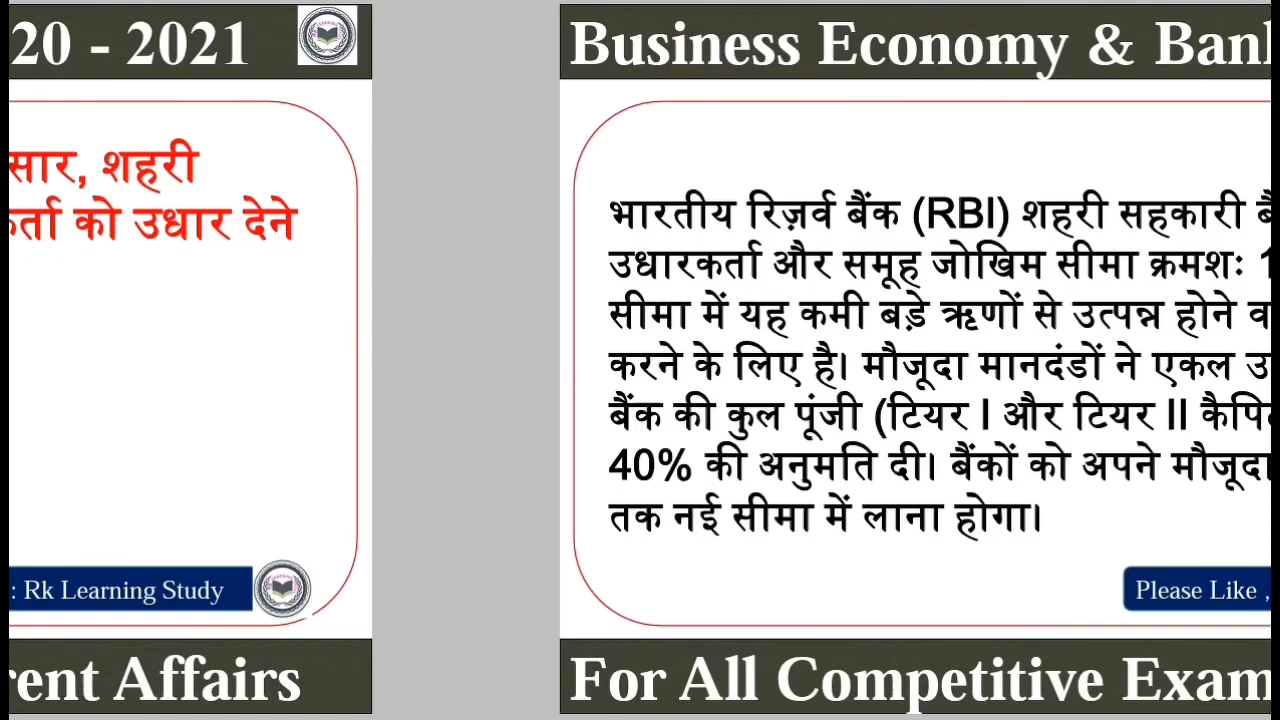 20 - 2021
सार, शहरी
कर्ता को उधार देने
: Rk Learning Study
rent Affairs
Business Economy & Ban
भारतीय रिज़र्व बैंक (RBI) शहरी सहकारी
उधारकर्ता और समूह जोखिम सीमा क्रमशः 1
सीमा में यह कमी बड़े ऋणों से उत्पन्न होने व
करने के लिए है। मौजूदा मानदंडों ने एकल उ
बैंक की कुल पूंजी (टियर I और टियर II कैपि
40% की अनुमति दी। बैंकों को अपने मौजूदा
तक नई सीमा में लाना होगा।
Please Like ,
For All Competitive Exam